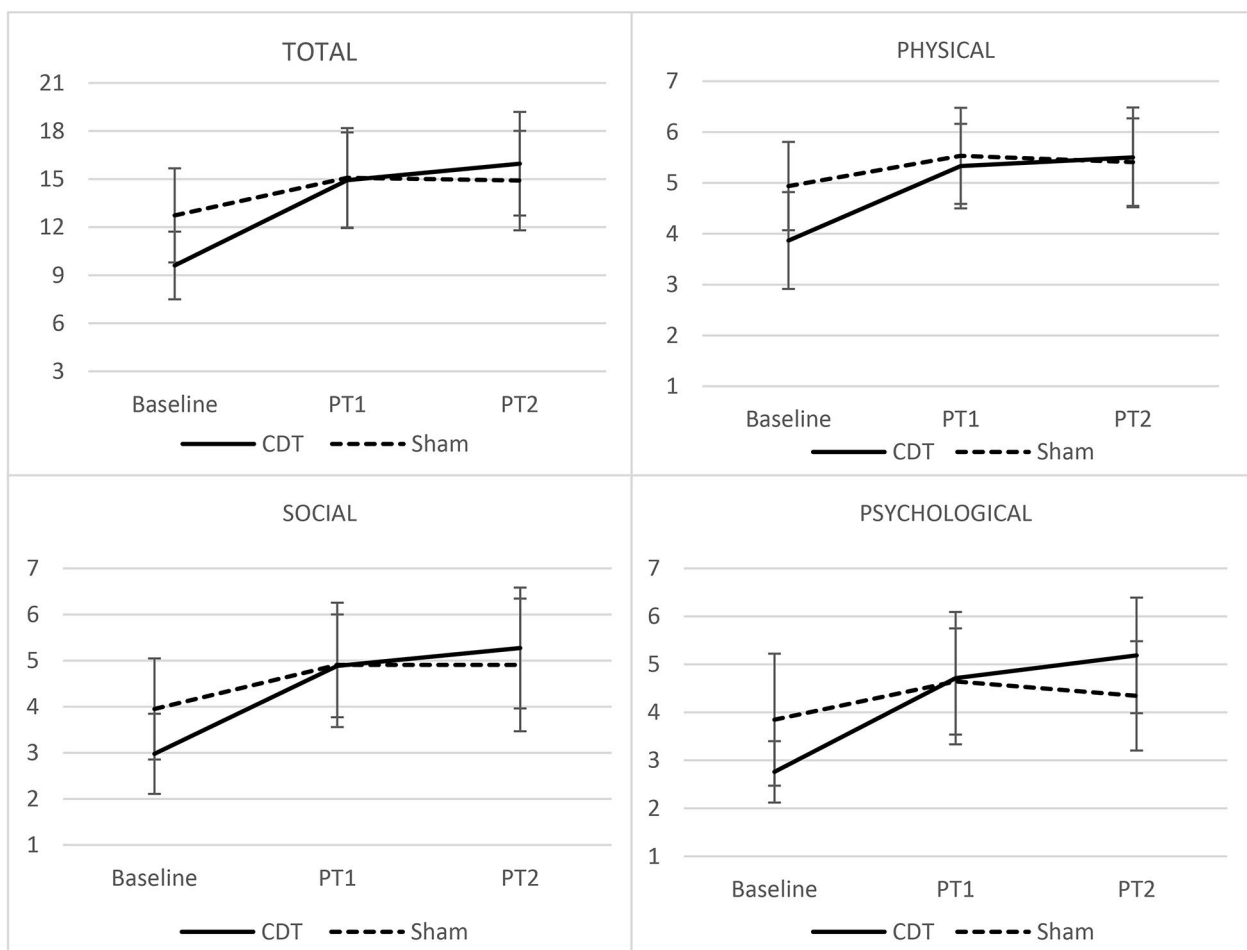 TOTAL
21
18
15
12
9
6
3
Baseline PT1 PT2
CDT Sham
PHYSICAL
7
6
5
4
3
2
1
Baseline PT1 PT2
CDT Sham
SOCIAL
7
6
5
4
3
2
1
Baseline PT1 PT2
CDT Sham
PSYCHOLOGICAL
7
6
5
4
3
2
1
Baseline PT1 PT2
CDT Sham